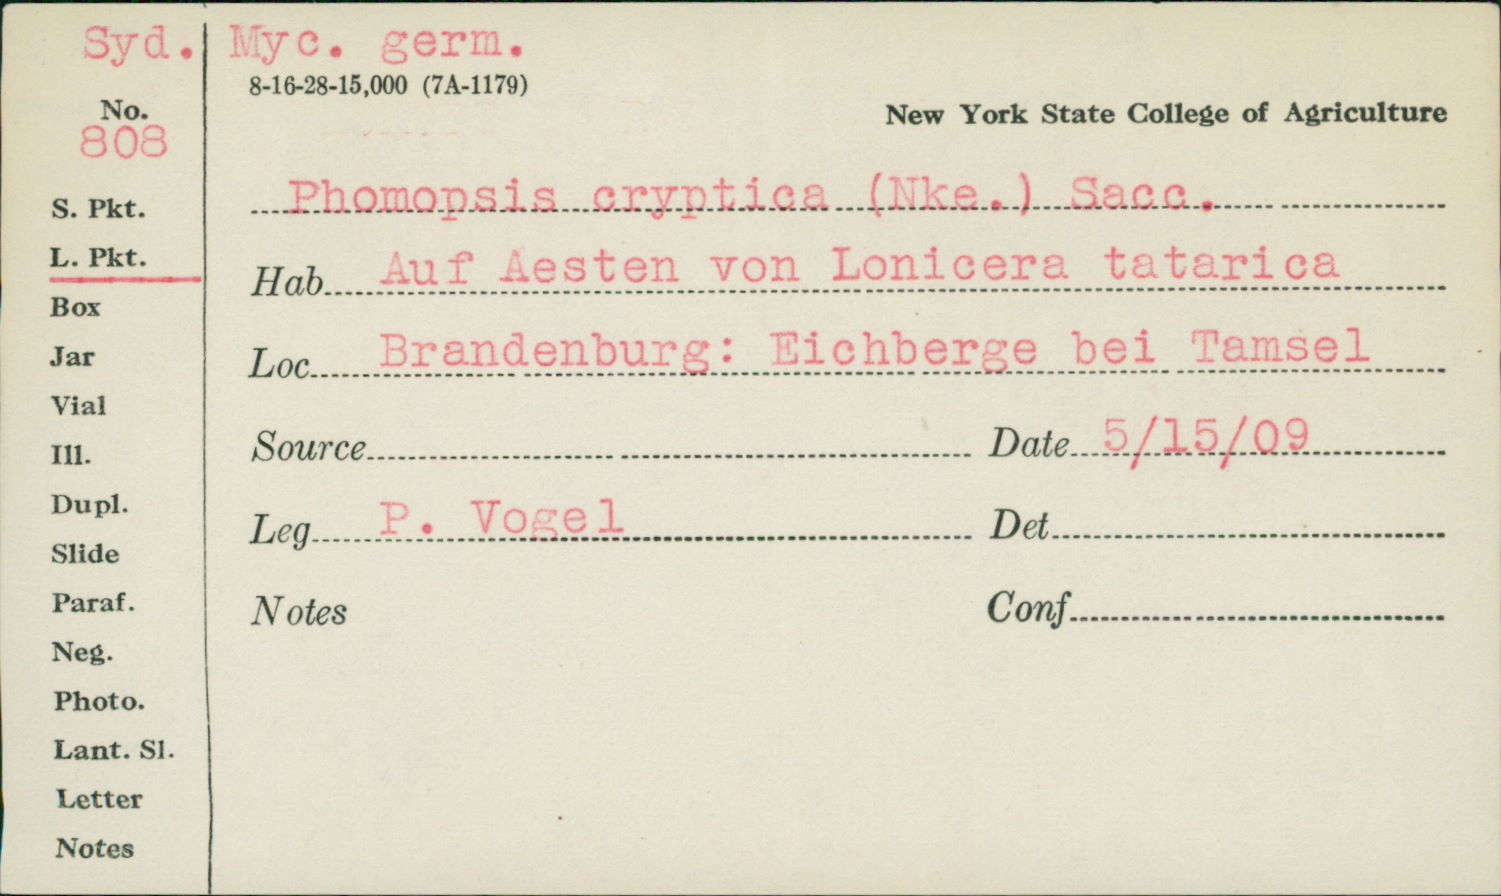 Syd. Myc. germ.
8-16-28-15,000 (7A-1179)
New York State College of Agriculture
No.
808
S. Pkt.
L. Pkt.
Box
Jar
Vial
Ill.
Dupl.
Slide
Paraf.
Neg.
Photo.
Lant. Sl.
Letter
Notes
Phomopsis cryptica (Nke.) Sacc.
Hab Auf Aesten von Lonicera tatarica
Loc Brandenburg: Eichberge bei Tamsel
Source Date 5/15/09
Leg P. Vogel Det
Notes Conf